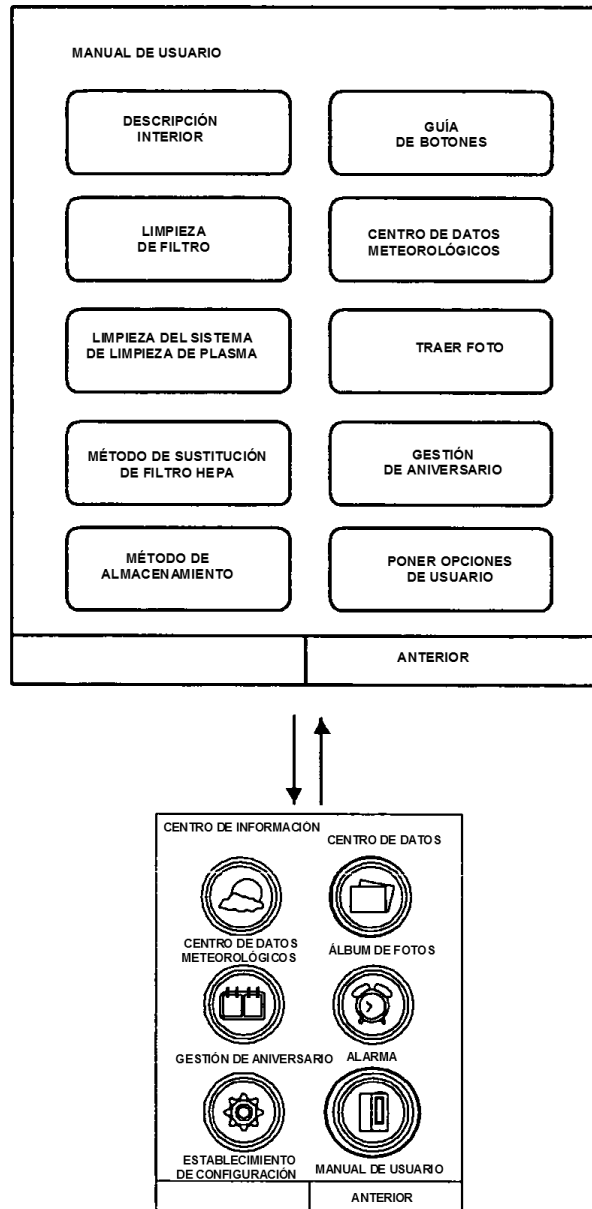 MANUAL DE USUARIO
DESCRIPCIÓN
INTERIOR
GUÍA
DE BOTONES
LIMPIEZA
DE FILTRO
CENTRO DE DATOS
METEOROLÓGICOS
LIMPIEZA DEL SISTEMA
DE LIMPIEZA DE PLASMA
TRAER FOTO
MÉTODO DE SUSTITUCIÓN
DE FILTRO HEPA
GESTIÓN
DE ANIVERSARIO
MÉTODO DE
ALMACENAMIENTO
PONER OPCIONES
DE USUARIO
ANTERIOR
CENTRO DE INFORMACIÓN
CENTRO DE DATOS
CENTRO DE DATOS
METEOROLÓGICOS
ÁLBUM DE FOTOS
GESTIÓN DE ANIVERSARIO
ALARMA
ESTABLECIMIENTO
DE CONFIGURACIÓN
MANUAL DE USUARIO
ANTERIOR